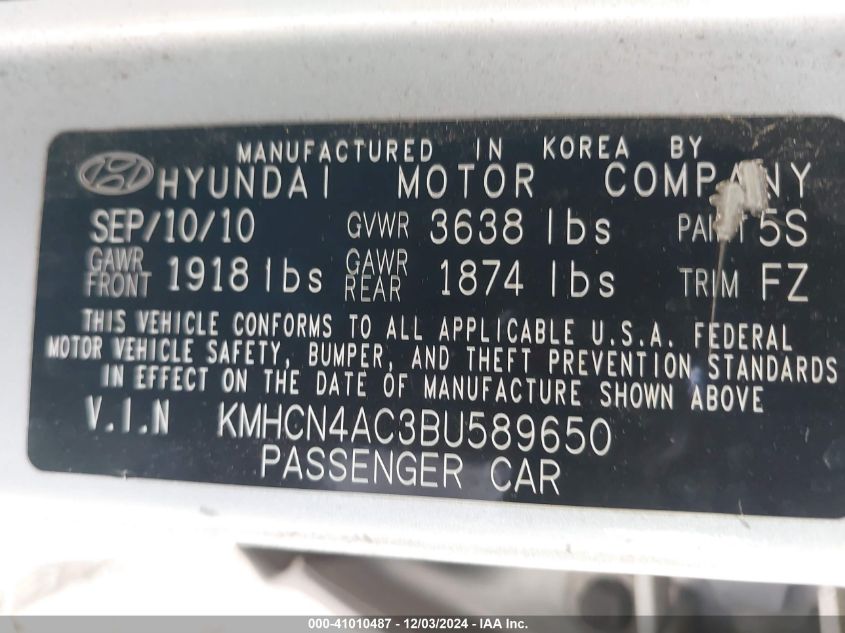 MANUFACTURED IN KOREA BY
HYUNDAI MOTOR COMPANY
SEP/10/10 GVWR 3638 lbs PAINT 5S
GAWR FRONT 1918 lbs GAWR REAR 1874 lbs TRIM FZ
THIS VEHICLE CONFORMS TO ALL APPLICABLE U.S.A. FEDERAL
MOTOR VEHICLE SAFETY, BUMPER, AND THEFT PREVENTION STANDARDS
IN EFFECT ON THE DATE OF MANUFACTURE SHOWN ABOVE
V.I.N KMHCN4AC3BU589650
PASSENGER CAR
000-41010487 - 12/03/2024 - IAA Inc.